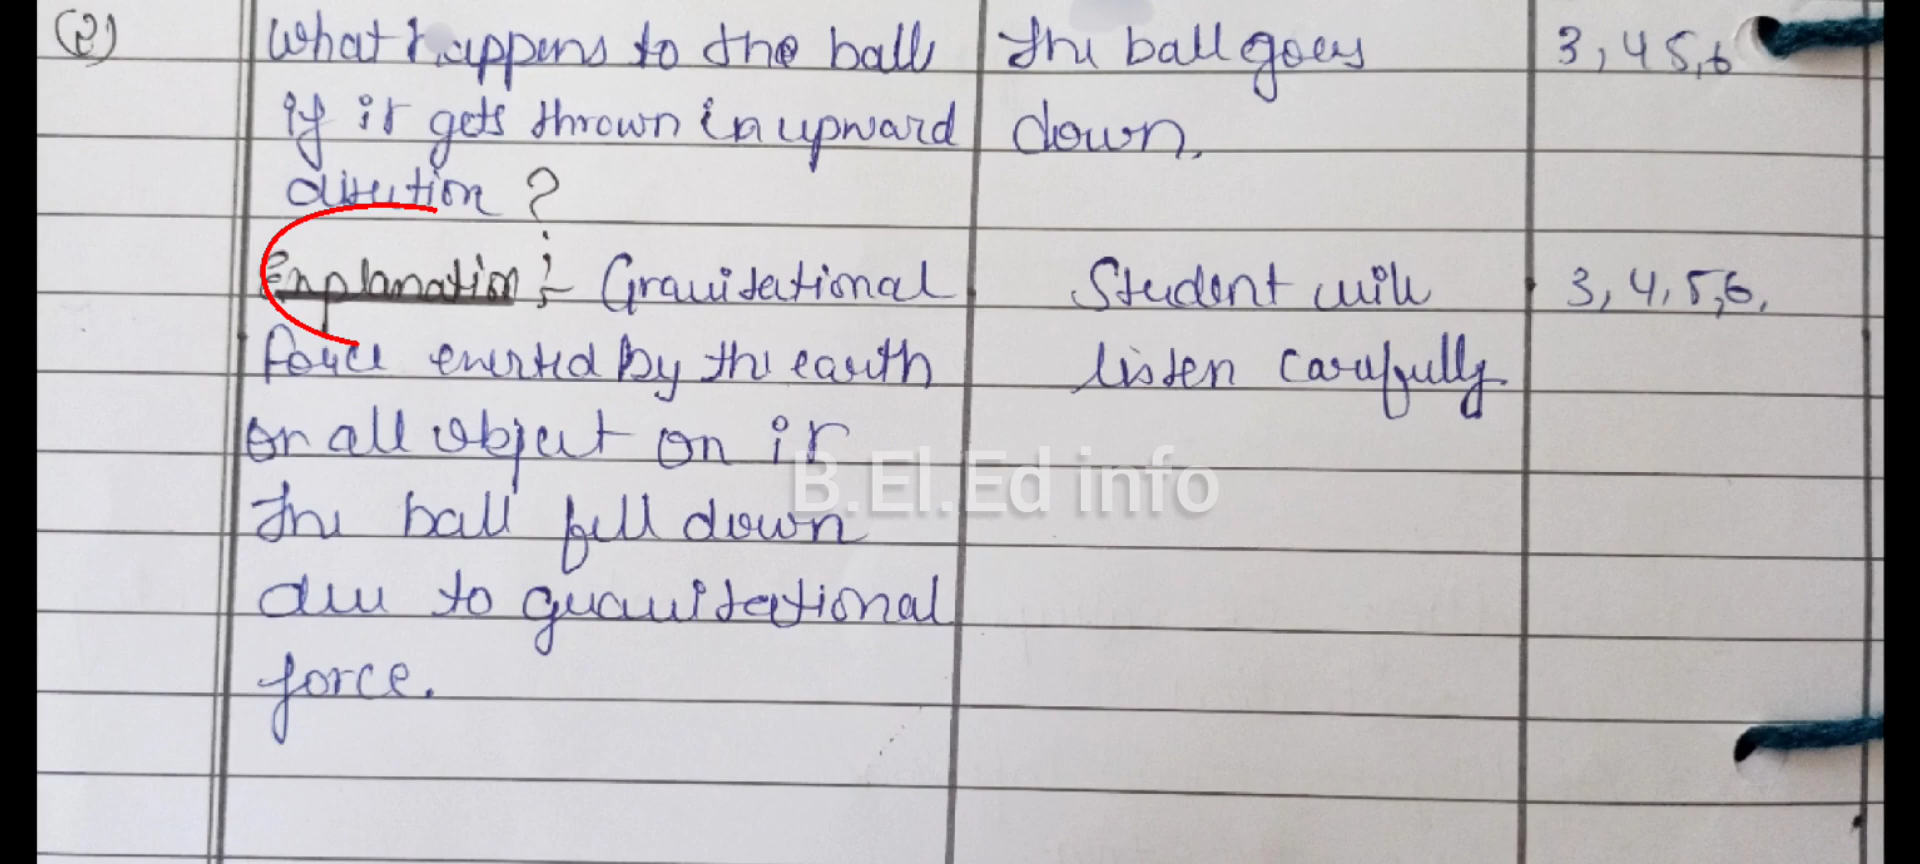 (2) What happens to the ball The ball goes 3, 4 5, 6
if it gets thrown in upward down.
direction ?
Explanation :- Gravitational Student will 3, 4, 5, 6,
force exerted by the earth listen carefully.
on all object on it
B.El.Ed info
The ball fell down
due to gravitational
force.